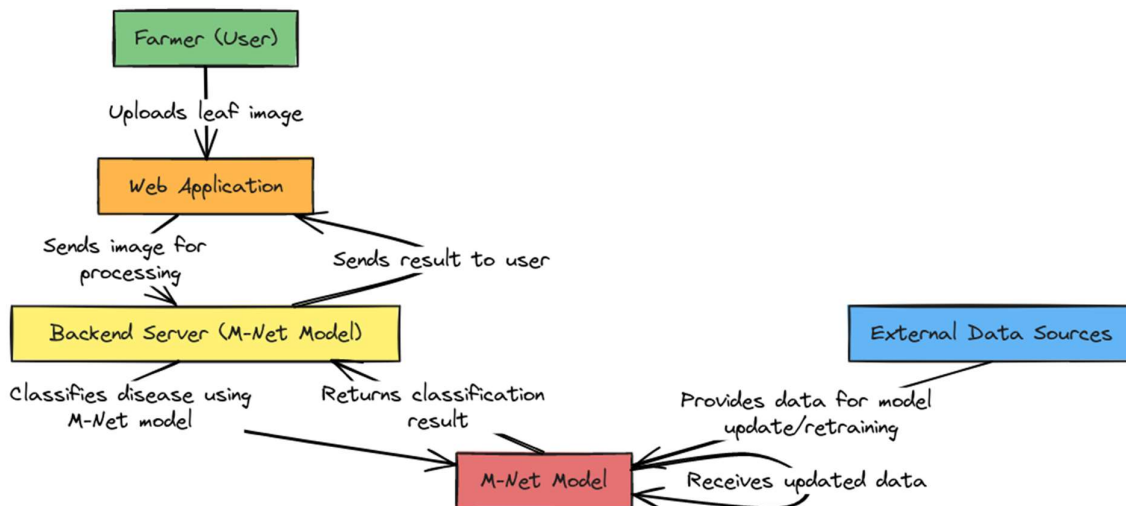 Farmer (User)
Uploads leaf image
Web Application
Sends image for
processing
Sends result to user
Backend Server (M-Net Model)
External Data Sources
Classifies disease using
M-Net model
Returns classification
result
Provides data for model
update/retraining
M-Net Model
Receives updated data